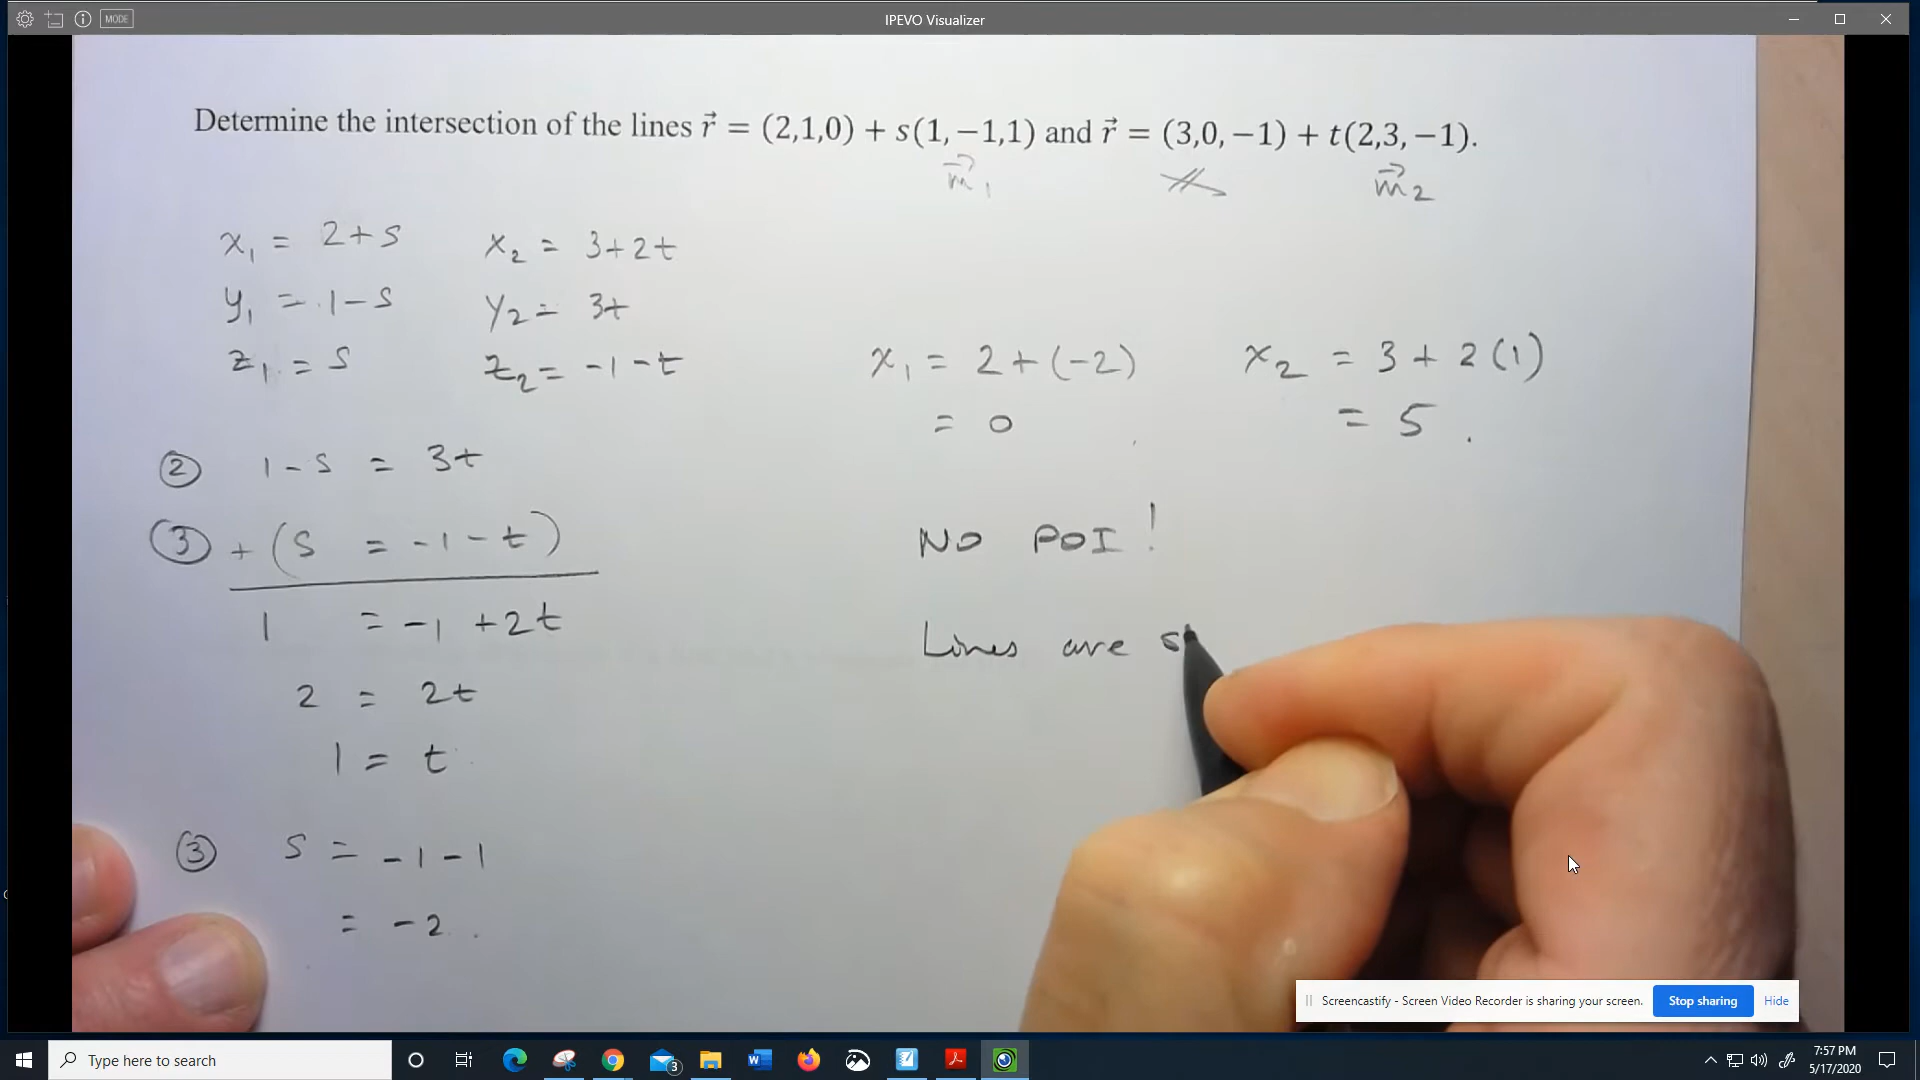 MODE
IPEVO Visualizer
Determine the intersection of the lines r⃗ = (2,1,0) + s(1,−1,1) and r⃗ = (3,0,−1) + t(2,3,−1).
m⃗₁ m⃗₂
x₁ = 2+s x₂ = 3+2t
y₁ = 1−s y₂ = 3t
z₁ = s z₂ = −1−t
x₁ = 2+(−2) x₂ = 3+2(1)
= 0 = 5.
② 1−s = 3t
③ +(s = −1−t)
1 = −1+2t
2 = 2t
1 = t
③ s = −1−1
= −2.
NO POI!
Lines are s
Screencastify - Screen Video Recorder is sharing your screen. Stop sharing Hide
Type here to search
3
7:57 PM
5/17/2020